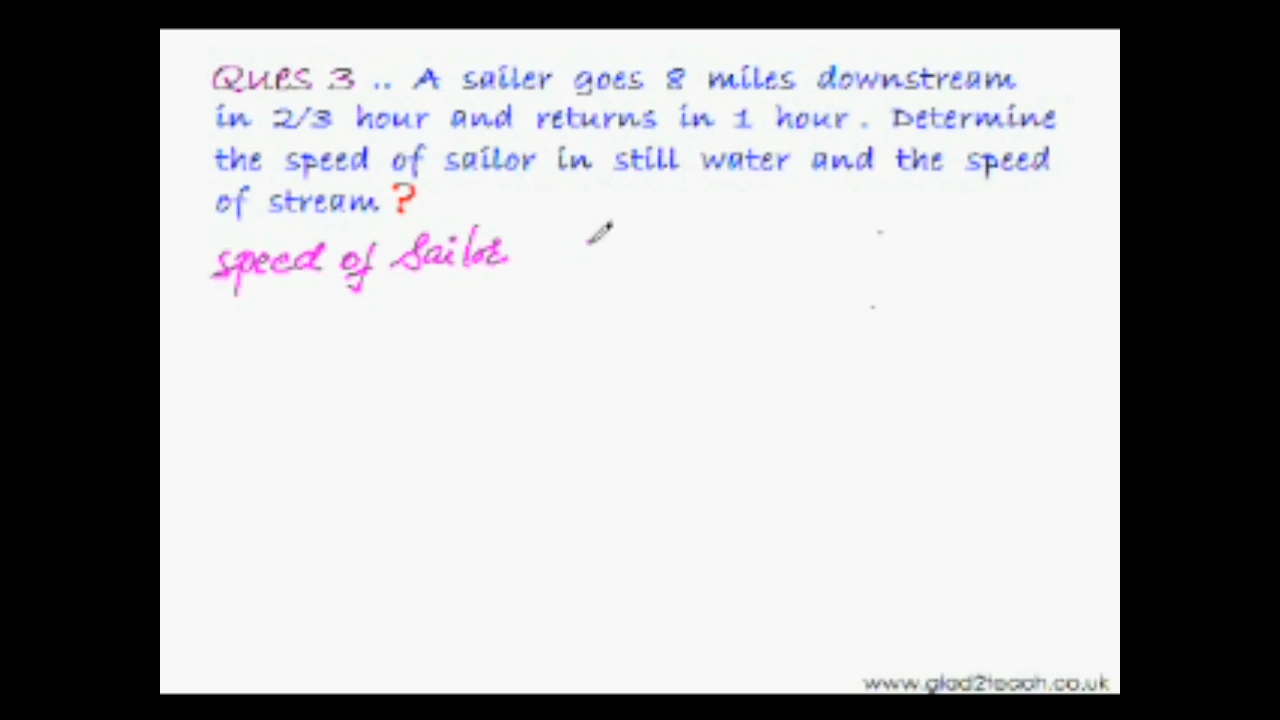 QUES 3 .. A sailer goes 8 miles downstream
in 2/3 hour and returns in 1 hour. Determine
the speed of sailor in still water and the speed
of stream ?
speed of Sailor
www.glad2teach.co.uk